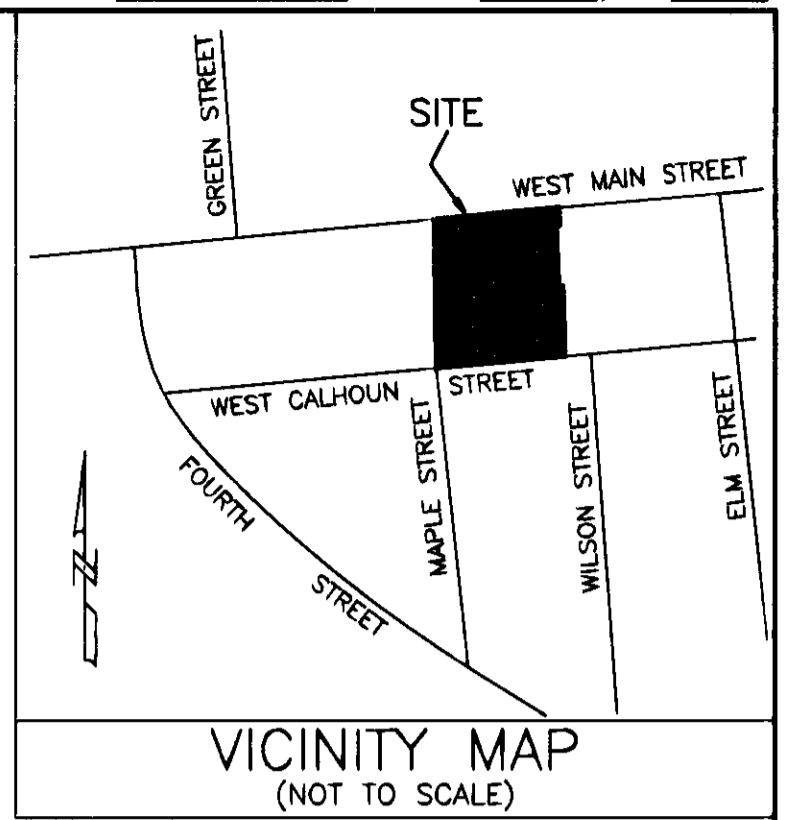 GREEN STREET
SITE
WEST MAIN STREET
WEST CALHOUN STREET
FOURTH STREET
MAPLE STREET
WILSON STREET
ELM STREET
N
VICINITY MAP
(NOT TO SCALE)